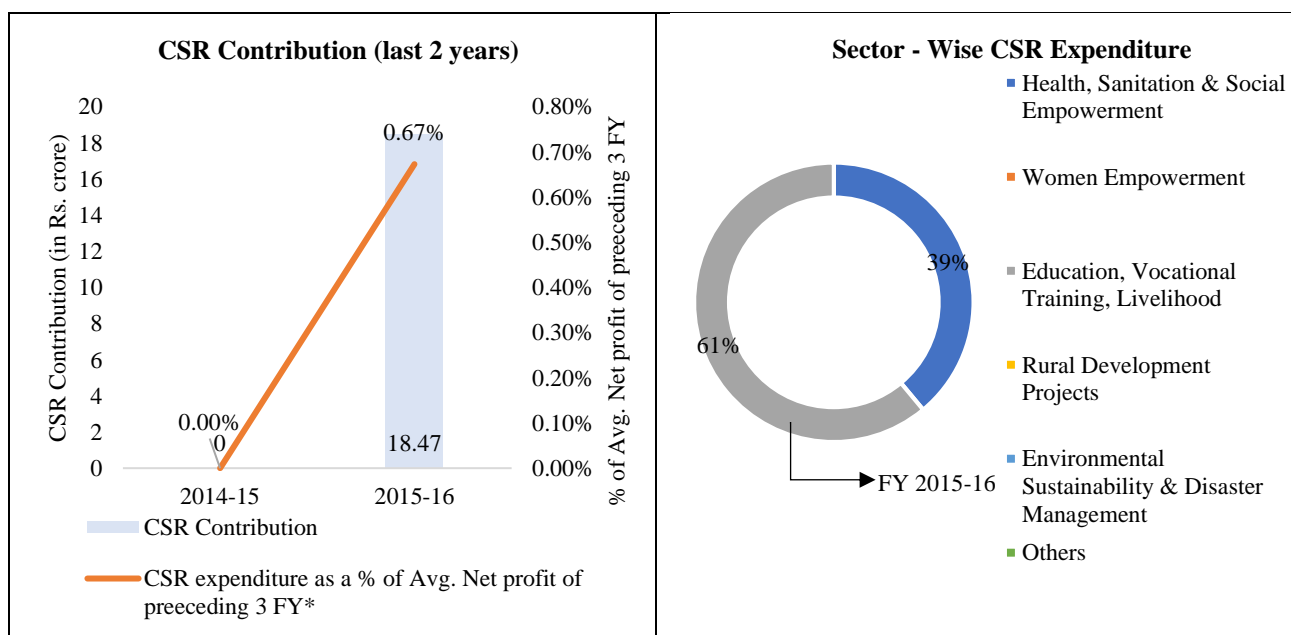 CSR Contribution (last 2 years)
CSR Contribution (in Rs. crore)
20
18
16
14
12
10
8
6
4
2
0
0.80%
0.70%
0.60%
0.50%
0.40%
0.30%
0.20%
0.10%
0.00%
% of Avg. Net profit of preeceding 3 FY
0.67%
0.00%
0
18.47
2014-15
2015-16
CSR Contribution
CSR expenditure as a % of Avg. Net profit of
preeceding 3 FY*
Sector - Wise CSR Expenditure
39%
61%
FY 2015-16
Health, Sanitation & Social
Empowerment
Women Empowerment
Education, Vocational
Training, Livelihood
Rural Development
Projects
Environmental
Sustainability & Disaster
Management
Others